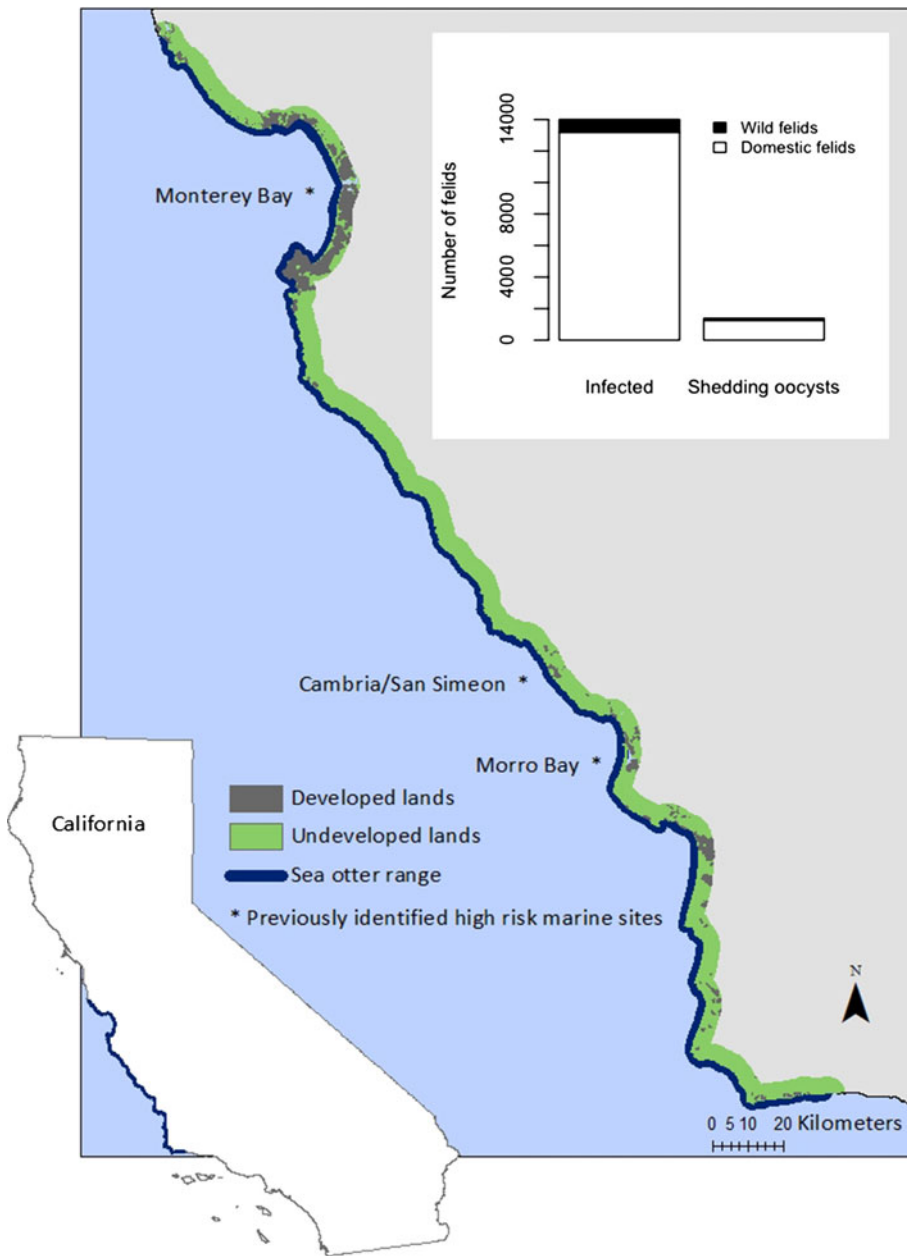 Number of felids
14000
8000
4000
0
Wild felids
Domestic felids
Infected
Shedding oocysts
Monterey Bay *
Cambria/San Simeon *
Morro Bay *
California
Developed lands
Undeveloped lands
Sea otter range
* Previously identified high risk marine sites
N
0 5 10 20 Kilometers